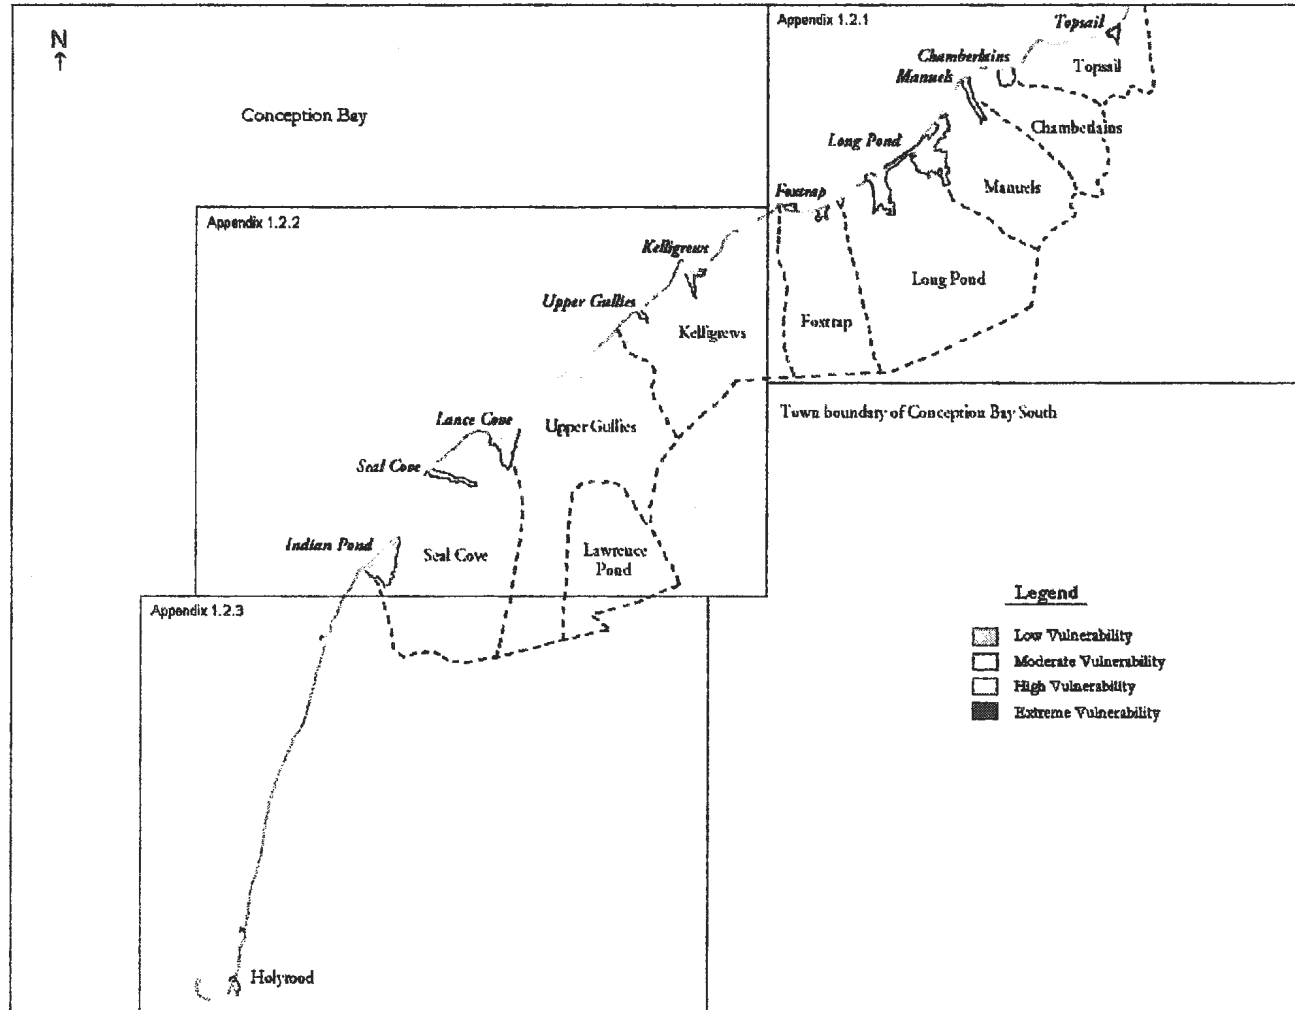 N
Conception Bay
Appendix 1.2.1
Topsail
Topsail
Chamberlains
Manuels
Chamberlains
Long Pond
Manuels
Foxtrap
Long Pond
Foxtrap
Appendix 1.2.2
Kelligrews
Upper Gullies
Kelligrews
Town boundary of Conception Bay South
Lance Cove
Upper Gullies
Seal Cove
Indian Pond
Seal Cove
Lawrence
Pond
Appendix 1.2.3
Holyrood
Legend
Low Vulnerability
Moderate Vulnerability
High Vulnerability
Extreme Vulnerability